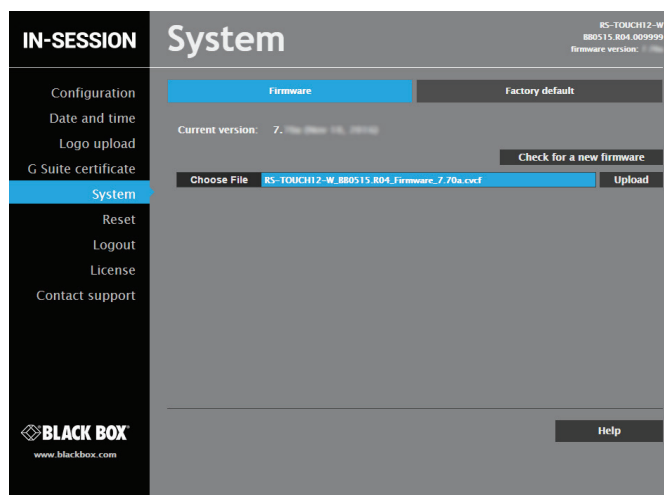 IN-SESSION
System
RS-TOUCH12-W
880515.R04.009999
firmware version:
Configuration
Date and time
Logo upload
G Suite certificate
System
Reset
Logout
License
Contact support
Firmware
Factory default
Current version: 7.
Check for a new firmware
Choose File
RS-TOUCH12-W_880515.R04_Firmware_7.70a.cvcf
Upload
BLACK BOX®
www.blackbox.com
Help